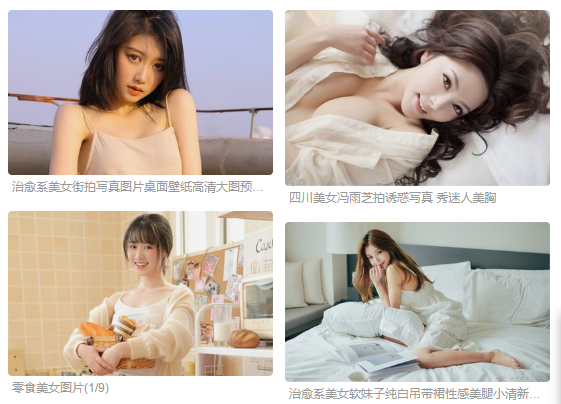 治愈系美女街拍写真图片桌面壁纸高清大图预...
四川美女冯雨芝拍诱惑写真 秀迷人美胸
零食美女图片(1/9)
治愈系美女软妹子纯白吊带裙性感美腿小清新...